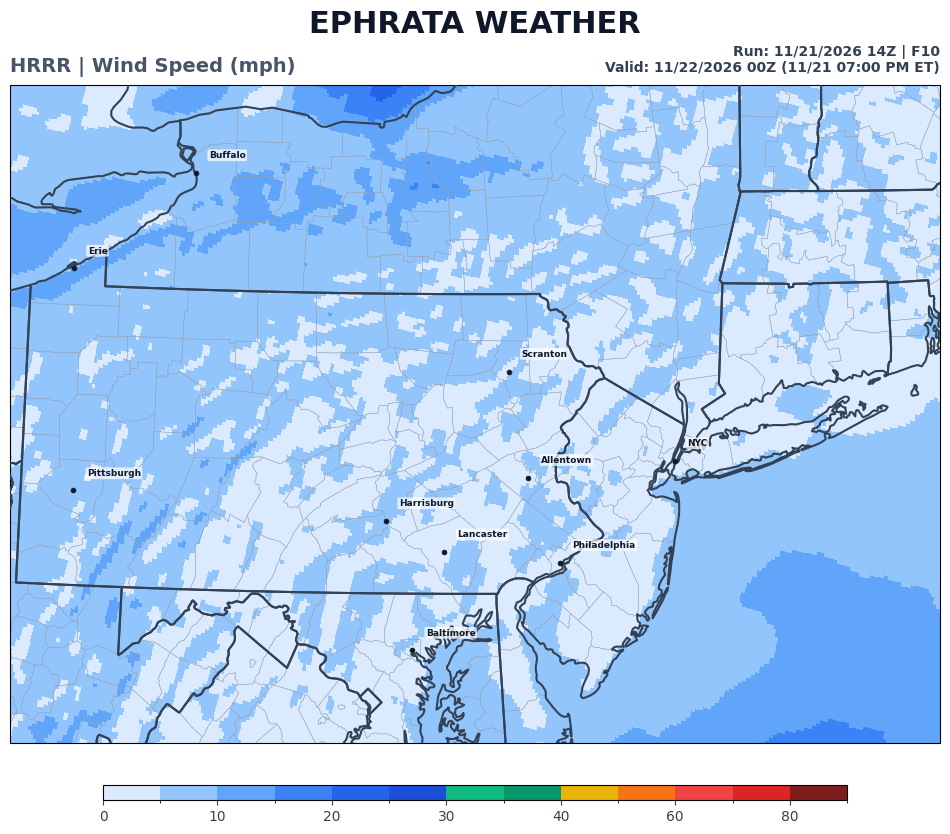 EPHRATA WEATHER
HRRR | Wind Speed (mph)
Run: 11/21/2026 14Z | F10
Valid: 11/22/2026 00Z (11/21 07:00 PM ET)
Buffalo
Erie
Scranton
NYC
Allentown
Pittsburgh
Harrisburg
Lancaster
Philadelphia
Baltimore
0 10 20 30 40 50 60 70 80